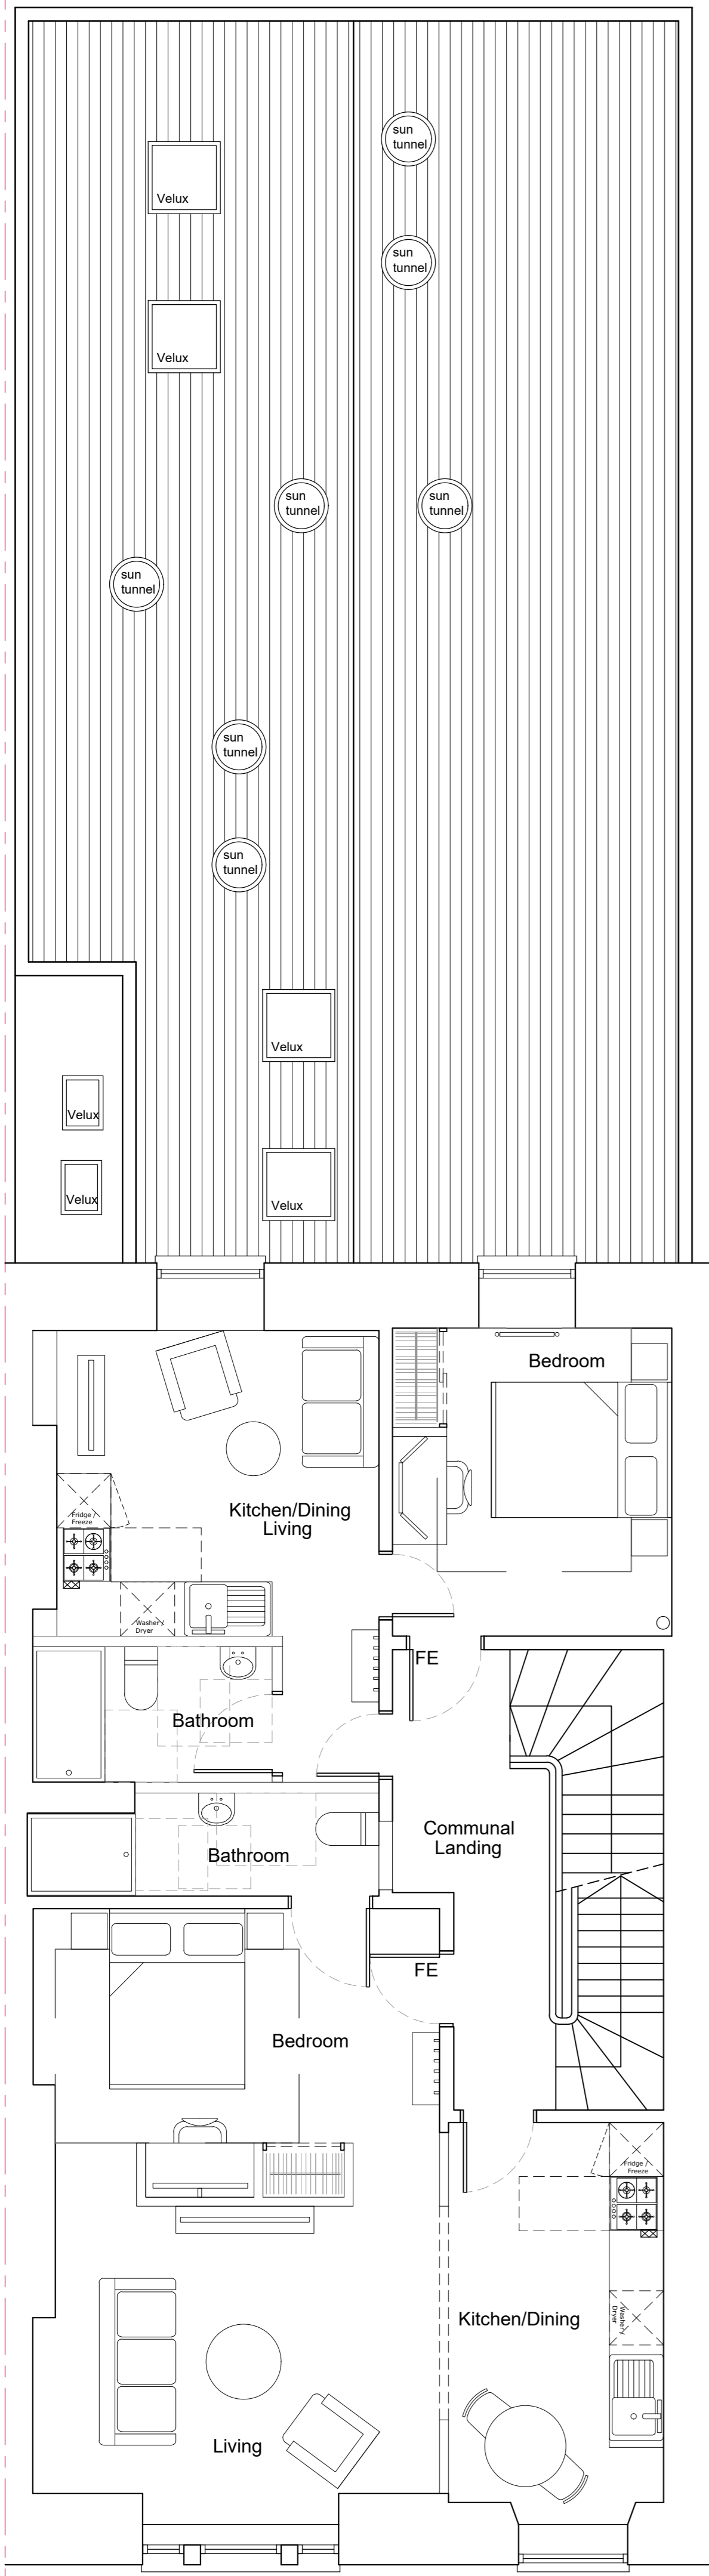 sun
tunnel
Velux
sun
tunnel
Velux
sun
tunnel
sun
tunnel
sun
tunnel
sun
tunnel
sun
tunnel
Velux
Velux
Velux
Velux
Bedroom
Kitchen/Dining
Living
Fridge /
Freeze
Washer /
Dryer
FE
Bathroom
Communal
Landing
Bathroom
FE
Bedroom
Fridge /
Freeze
Washer /
Dryer
Kitchen/Dining
Living